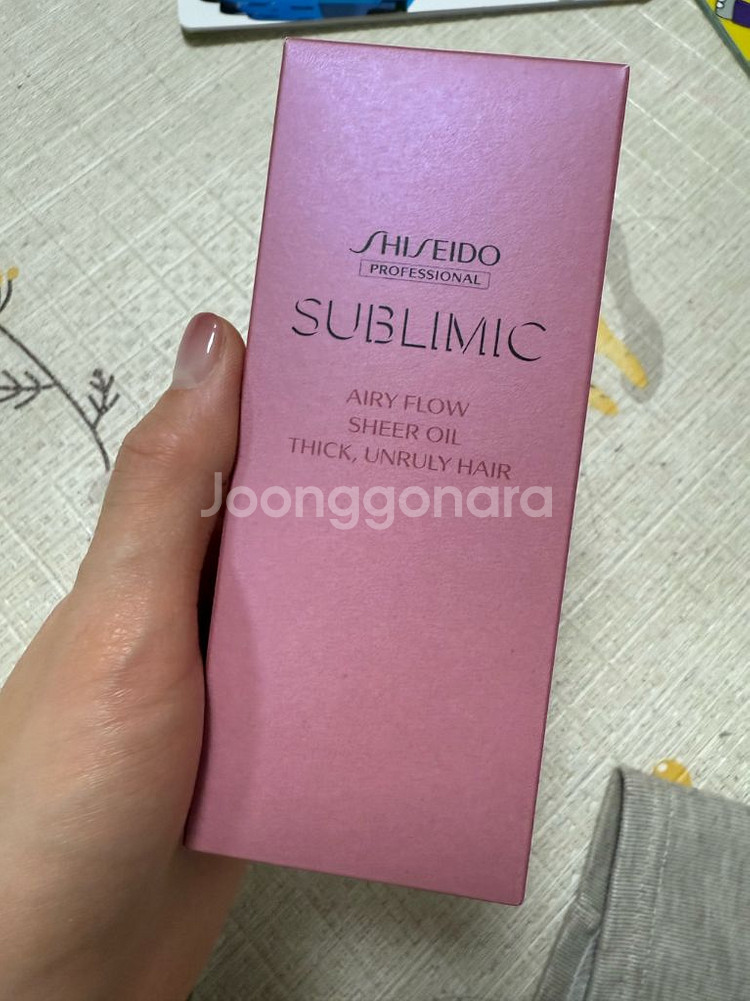 SHISEIDO
PROFESSIONAL
SUBLIMIC
AIRY FLOW
SHEER OIL
THICK, UNRULY HAIR
Joonggonara